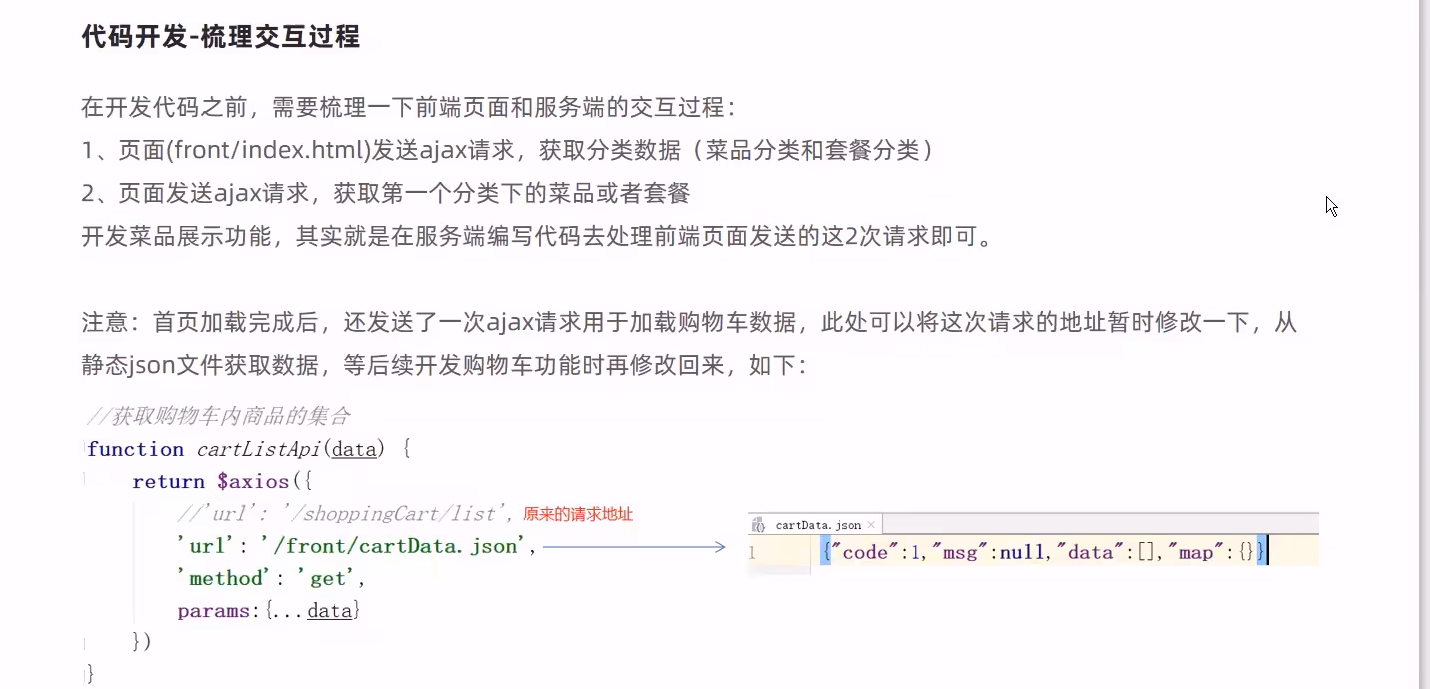 代码开发-梳理交互过程
在开发代码之前，需要梳理一下前端页面和服务端的交互过程：
1、页面(front/index.html)发送ajax请求，获取分类数据（菜品分类和套餐分类）
2、页面发送ajax请求，获取第一个分类下的菜品或者套餐
开发菜品展示功能，其实就是在服务端编写代码去处理前端页面发送的这2次请求即可。
注意：首页加载完成后，还发送了一次ajax请求用于加载购物车数据，此处可以将这次请求的地址暂时修改一下，从
静态json文件获取数据，等后续开发购物车功能时再修改回来，如下：
//获取购物车内商品的集合
function cartListApi(data) {
return $axios({
//'url': '/shoppingCart/list', 原来的请求地址
'url': '/front/cartData.json',
'method': 'get',
params:{...data}
})
}
cartData.json ×
1 {"code":1,"msg":null,"data":[],"map":{}}